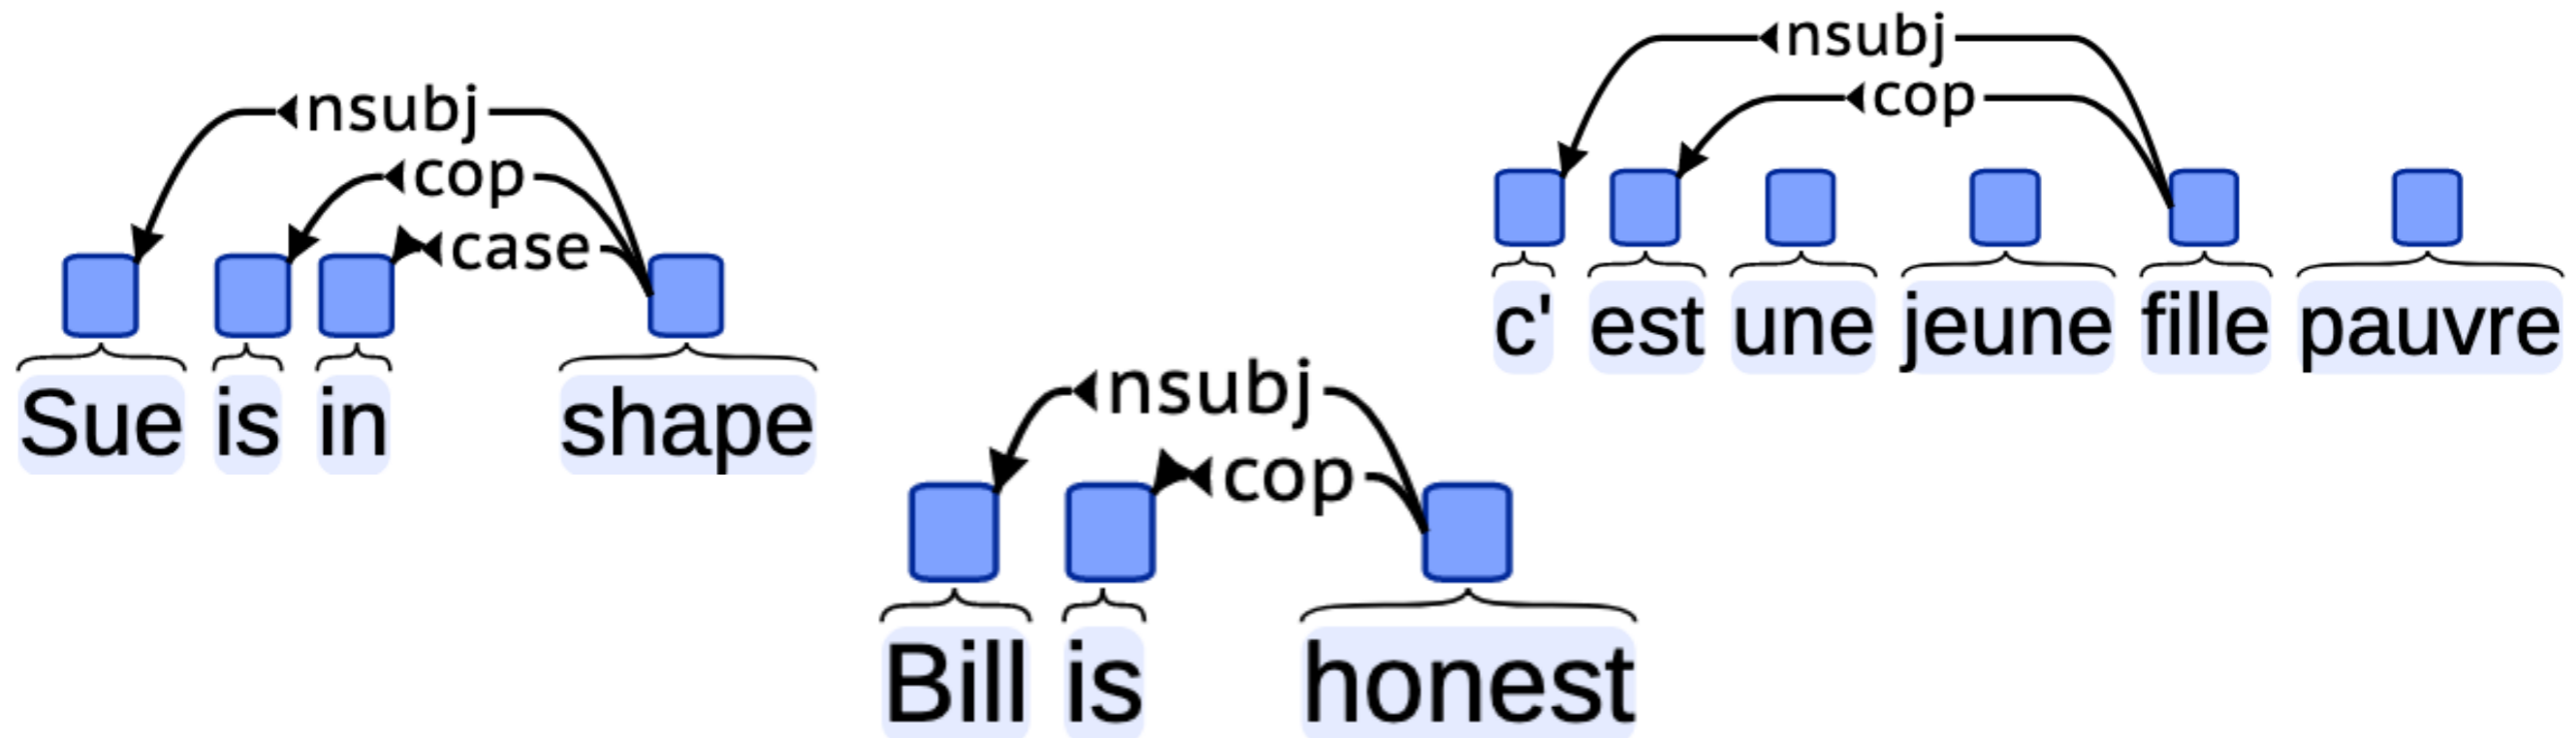 nsubj
cop
case
Sue is in shape
nsubj
cop
Bill is honest
nsubj
cop
c' est une jeune fille pauvre